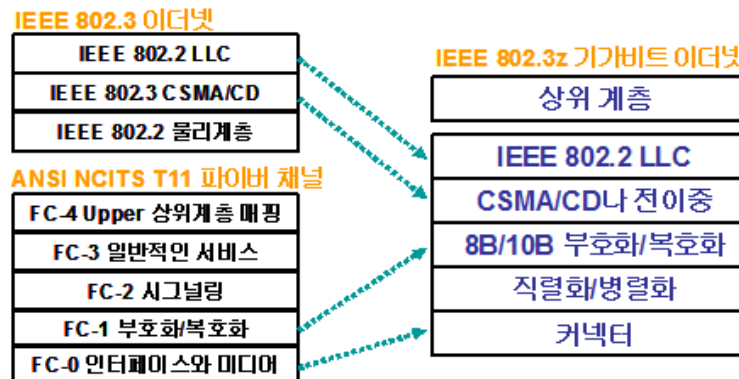 IEEE 802.3 이더넷
IEEE 802.2 LLC
IEEE 802.3 CSMA/CD
IEEE 802.2 물리계층
ANSI NCITS T11 파이버 채널
FC-4 Upper 상위계층 매핑
FC-3 일반적인 서비스
FC-2 시그널링
FC-1 부호화/복호화
FC-0 인터페이스와 미디어
IEEE 802.3z 기가비트 이더넷
상위 계층
IEEE 802.2 LLC
CSMA/CD나 전이중
8B/10B 부호화/복호화
직렬화/병렬화
커넥터